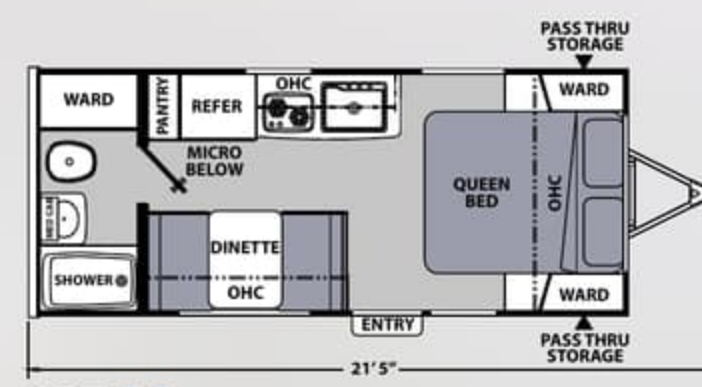 PASS THRU
STORAGE
WARD
PANTRY
REFER
OHC
WARD
MICRO
BELOW
QUEEN
BED
OHC
MED CAB
DINETTE
OHC
SHOWER
WARD
ENTRY
PASS THRU
STORAGE
21'5"